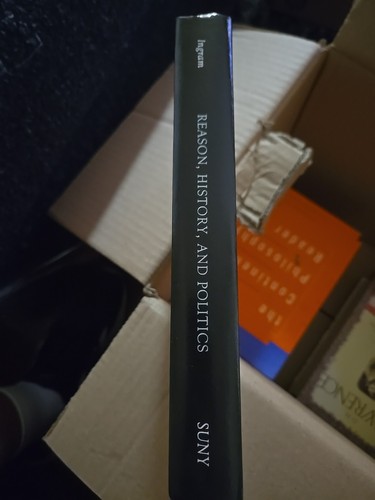 Ingram
REASON, HISTORY, AND POLITICS
SUNY
The
Continental
Philosophy
Reader